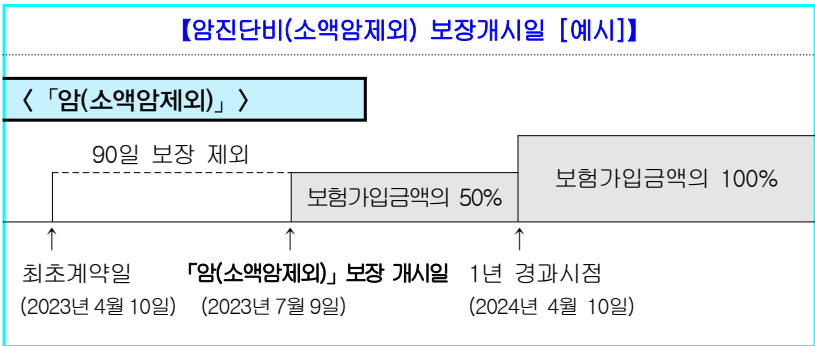 【암진단비(소액암제외) 보장개시일 [예시]】
〈「암(소액암제외)」〉
90일 보장 제외
보험가입금액의 50%
보험가입금액의 100%
↑ ↑ ↑
최초계약일 「암(소액암제외)」 보장 개시일 1년 경과시점
(2023년 4월 10일) (2023년 7월 9일) (2024년 4월 10일)